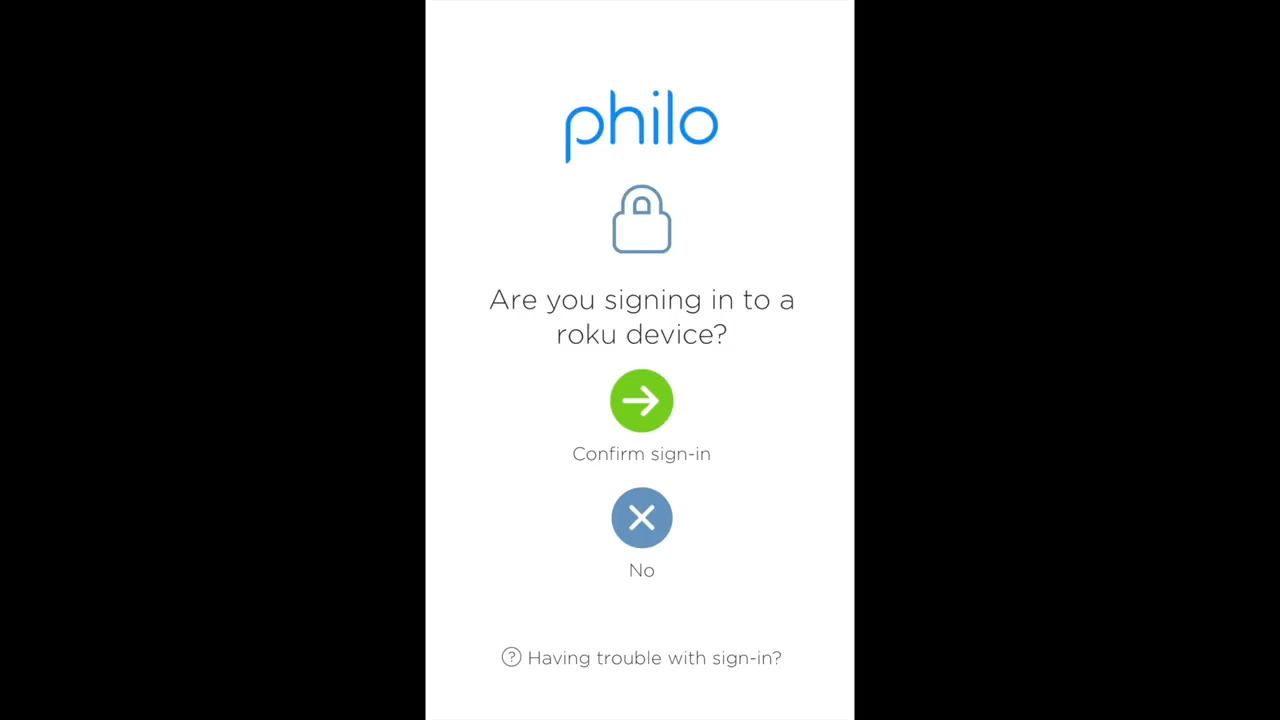 philo
Are you signing in to a
roku device?
Confirm sign-in
No
? Having trouble with sign-in?